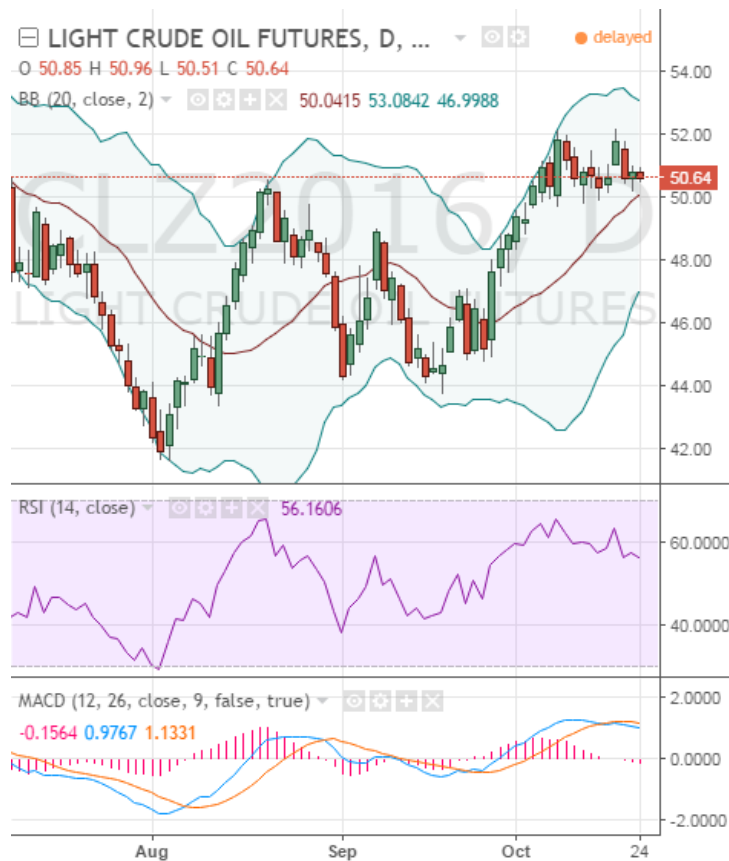 LIGHT CRUDE OIL FUTURES, D, ...
delayed
O 50.85 H 50.96 L 50.51 C 50.64
BB (20, close, 2) 50.0415 53.0842 46.9988
54.00
52.00
50.64
50.00
48.00
46.00
44.00
42.00
CLZ2016, D
LIGHT CRUDE OIL FUTURES
RSI (14, close) 56.1606
60.0000
40.0000
MACD (12, 26, close, 9, false, true)
2.0000
-0.1564 0.9767 1.1331
0.0000
-2.0000
Aug Sep Oct 24